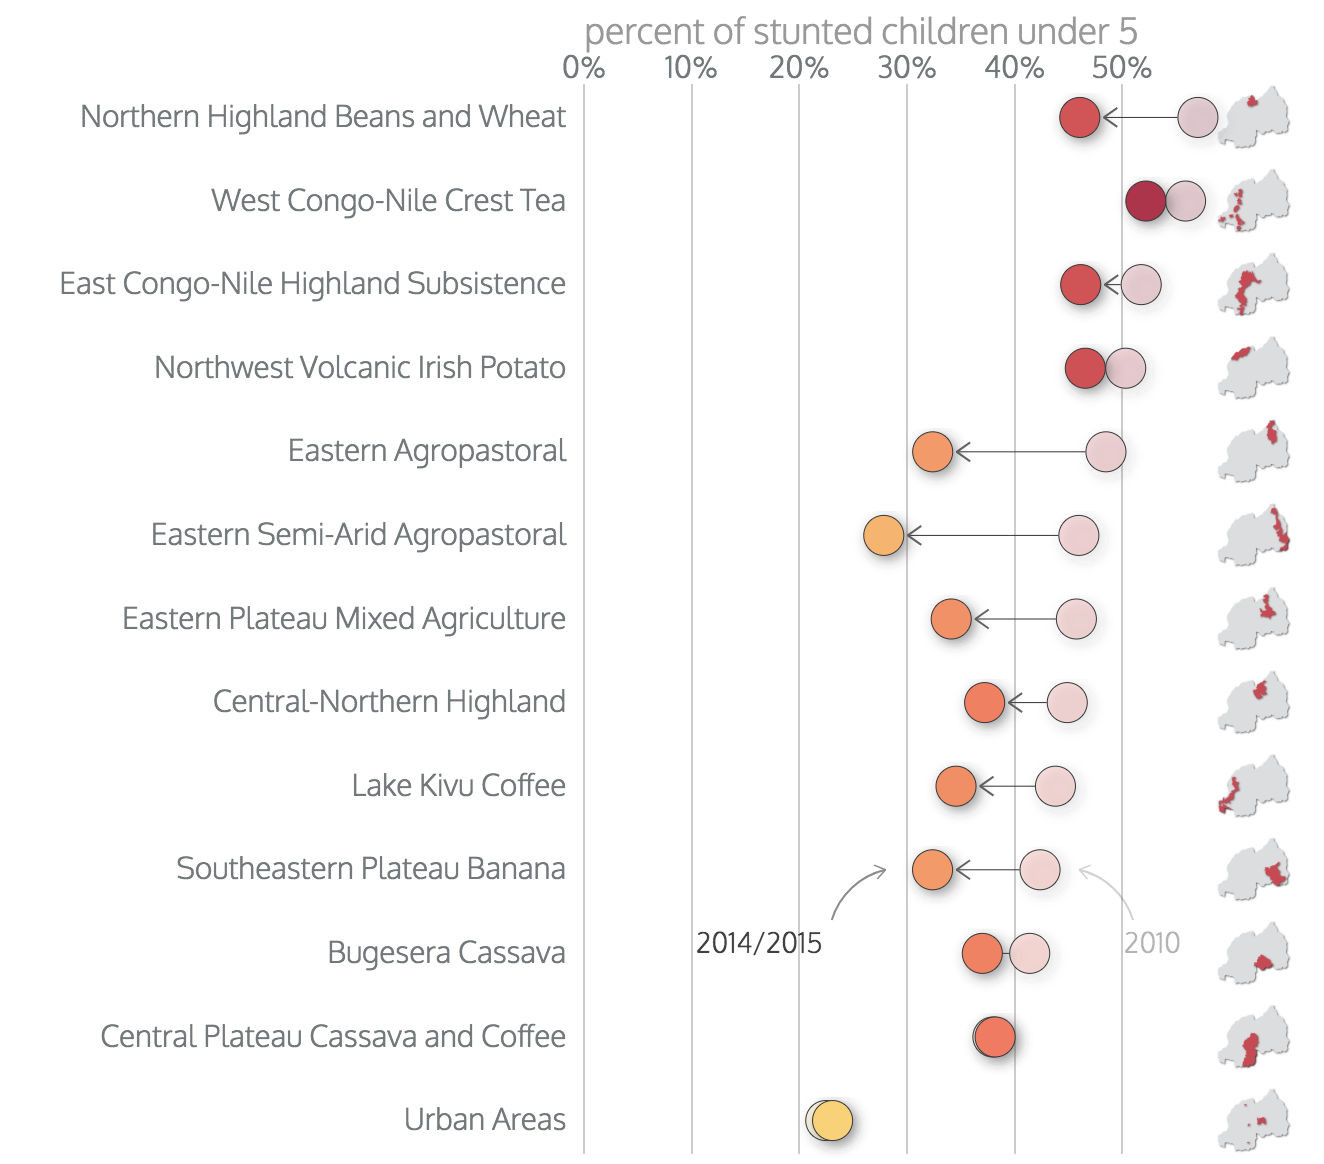 percent of stunted children under 5
0% 10% 20% 30% 40% 50%
Northern Highland Beans and Wheat
West Congo-Nile Crest Tea
East Congo-Nile Highland Subsistence
Northwest Volcanic Irish Potato
Eastern Agropastoral
Eastern Semi-Arid Agropastoral
Eastern Plateau Mixed Agriculture
Central-Northern Highland
Lake Kivu Coffee
Southeastern Plateau Banana
2014/2015 2010
Bugesera Cassava
Central Plateau Cassava and Coffee
Urban Areas